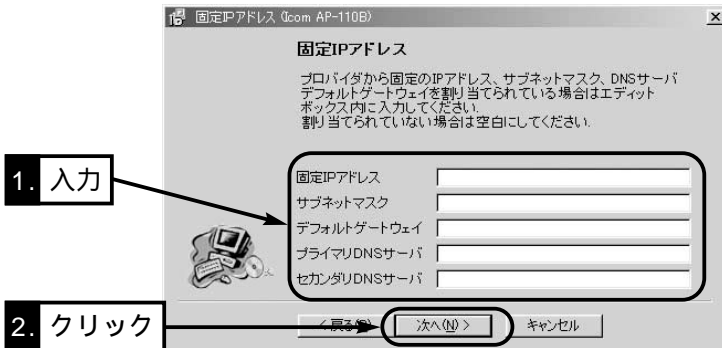 固定IPアドレス (Icom AP-110B)
固定IPアドレス
プロバイダから固定のIPアドレス、サブネットマスク、DNSサーバ
デフォルトゲートウェイを割り当てられている場合はエディット
ボックス内に入力してください.
割り当てられていない場合は空白にしてください.
1. 入力
固定IPアドレス
サブネットマスク
デフォルトゲートウェイ
プライマリDNSサーバ
セカンダリDNSサーバ
2. クリック
< 戻る(B) 次へ(N) > キャンセル